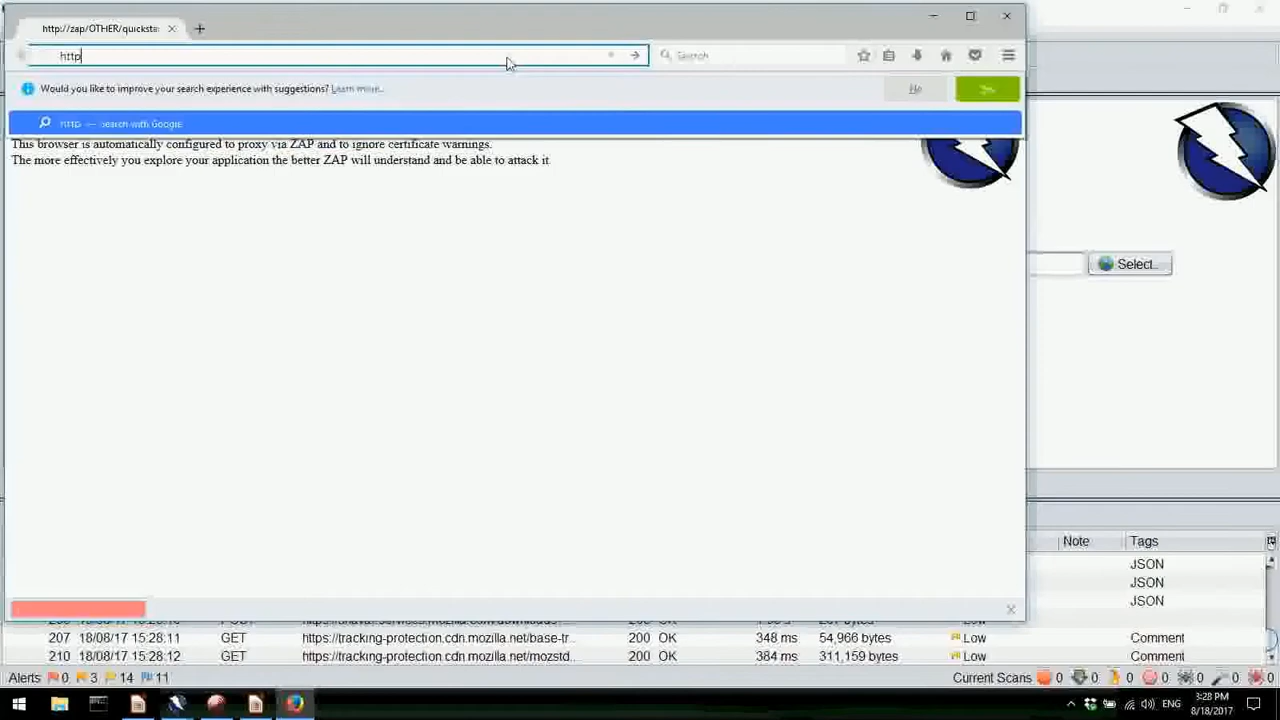 http://zap/OTHER/quicksta
http
Search
Would you like to improve your search experience with suggestions? Learn more...
No
Yes
http — Search with Google
This browser is automatically configured to proxy via ZAP and to ignore certificate warnings.
The more effectively you explore your application the better ZAP will understand and be able to attack it
Select...
Note Tags
JSON
JSON
JSON
207 18/08/17 15:28:11 GET https://tracking-protection.cdn.mozilla.net/base-tr... 200 OK 348 ms 54,966 bytes Low Comment
210 18/08/17 15:28:12 GET https://tracking-protection.cdn.mozilla.net/mozstd... 200 OK 384 ms 311,159 bytes Low Comment
Alerts 0 3 14 11 Current Scans 0 0 0 0 0 0 0
ENG
3:28 PM
8/18/2017